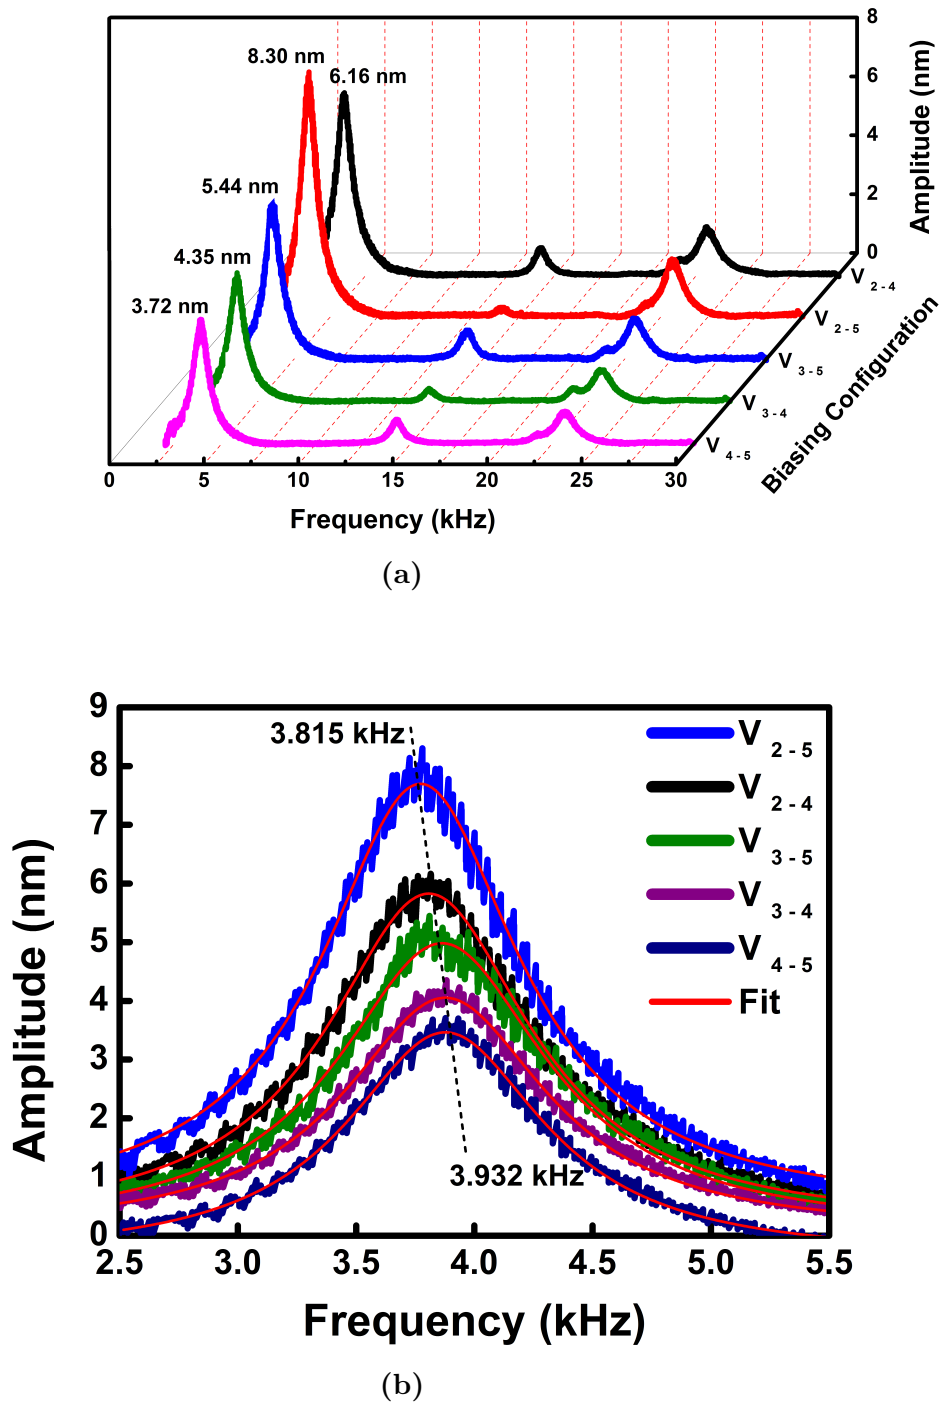 8
8.30 nm
6.16 nm
6
Amplitude (nm)
4
5.44 nm
2
4.35 nm
0
V 2 - 4
3.72 nm
V 2 - 5
V 3 - 5
V 3 - 4
V 4 - 5
Biasing Configuration
0 5 10 15 20 25 30
Frequency (kHz)
(a)
9
3.815 kHz
V 2 - 5
8
V 2 - 4
7
V 3 - 5
6
V 3 - 4
5
V 4 - 5
4
Fit
3
2
1
3.932 kHz
0
Amplitude (nm)
2.5 3.0 3.5 4.0 4.5 5.0 5.5
Frequency (kHz)
(b)